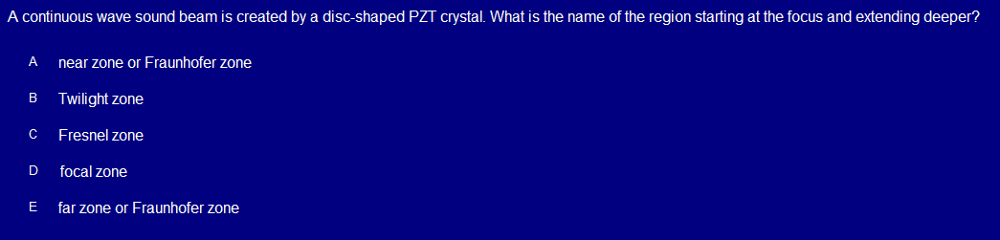 A continuous wave sound beam is created by a disc-shaped PZT crystal. What is the name of the region starting at the focus and extending deeper?
A near zone or Fraunhofer zone
B Twilight zone
C Fresnel zone
D focal zone
E far zone or Fraunhofer zone